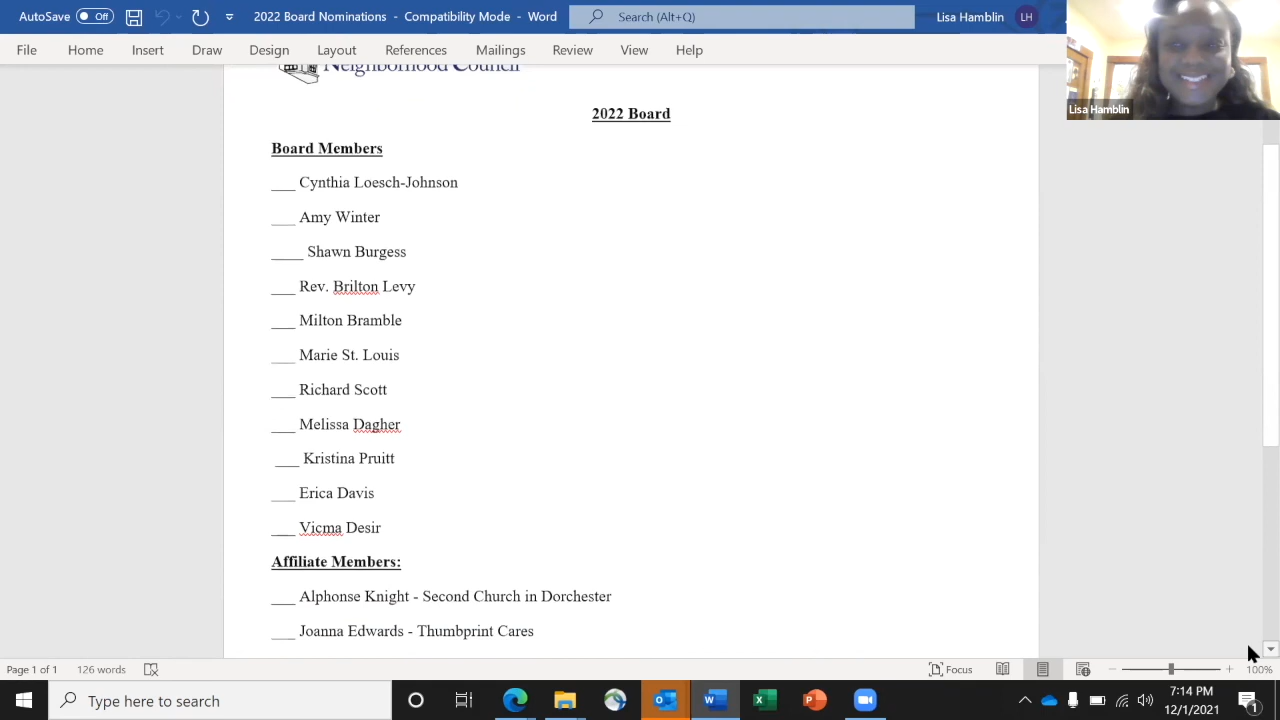 AutoSave Off 2022 Board Nominations - Compatibility Mode - Word Search (Alt+Q) Lisa Hamblin LH
File Home Insert Draw Design Layout References Mailings Review View Help
Lisa Hamblin
Neighborhood Council
2022 Board
Board Members
___ Cynthia Loesch-Johnson
___ Amy Winter
____ Shawn Burgess
___ Rev. Brilton Levy
___ Milton Bramble
___ Marie St. Louis
___ Richard Scott
___ Melissa Dagher
___ Kristina Pruitt
___ Erica Davis
___ Vicma Desir
Affiliate Members:
___ Alphonse Knight - Second Church in Dorchester
___ Joanna Edwards - Thumbprint Cares
Page 1 of 1 126 words Focus 100%
Type here to search
7:14 PM
12/1/2021
1